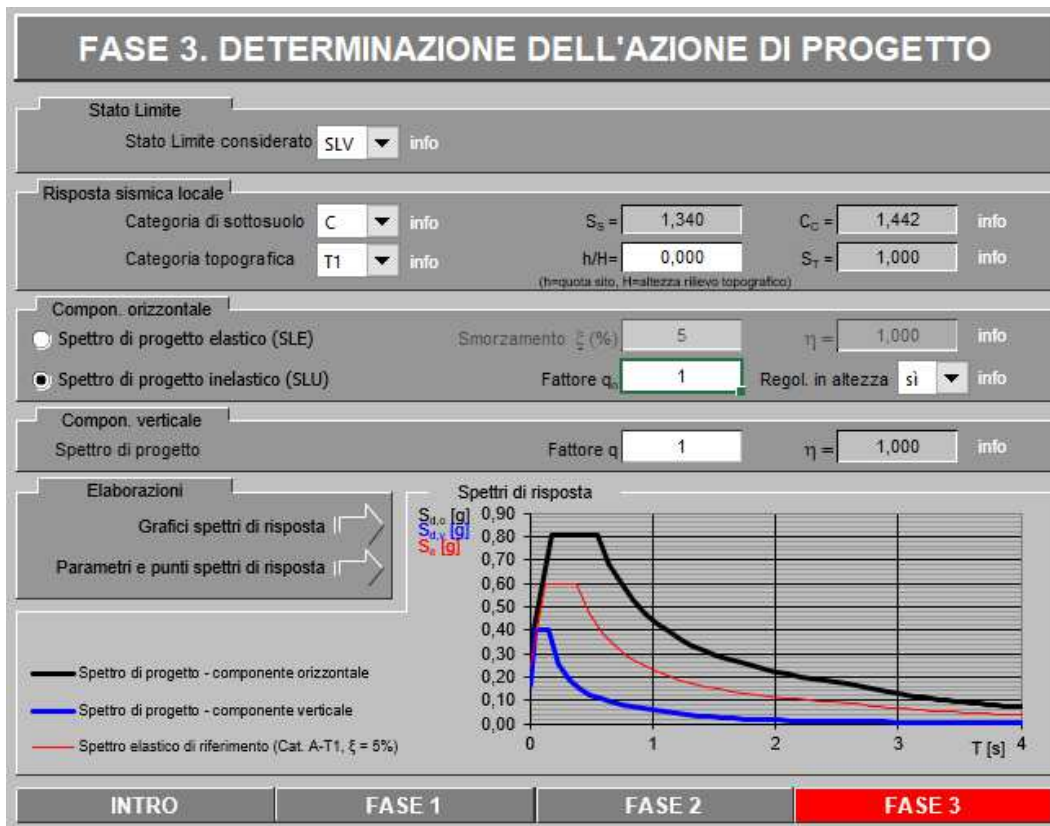 FASE 3. DETERMINAZIONE DELL'AZIONE DI PROGETTO
Stato Limite
Stato Limite considerato SLV info
Risposta sismica locale
Categoria di sottosuolo C info S_S = 1,340 C_C = 1,442 info
Categoria topografica T1 info h/H= 0,000 S_T = 1,000 info
(h=quota sito, H=altezza rilievo topografico)
Compon. orizzontale
Spettro di progetto elastico (SLE) Smorzamento ξ (%) 5 η = 1,000 info
Spettro di progetto inelastico (SLU) Fattore q_o 1 Regol. in altezza sì info
Compon. verticale
Spettro di progetto Fattore q 1 η = 1,000 info
Elaborazioni
Grafici spettri di risposta
Parametri e punti spettri di risposta
Spettri di risposta
S_d,o [g]
S_d,v [g]
S_e [g]
0,90
0,80
0,70
0,60
0,50
0,40
0,30
0,20
0,10
0,00
0 1 2 3 T [s] 4
Spettro di progetto - componente orizzontale
Spettro di progetto - componente verticale
Spettro elastico di riferimento (Cat. A-T1, ξ = 5%)
INTRO FASE 1 FASE 2 FASE 3